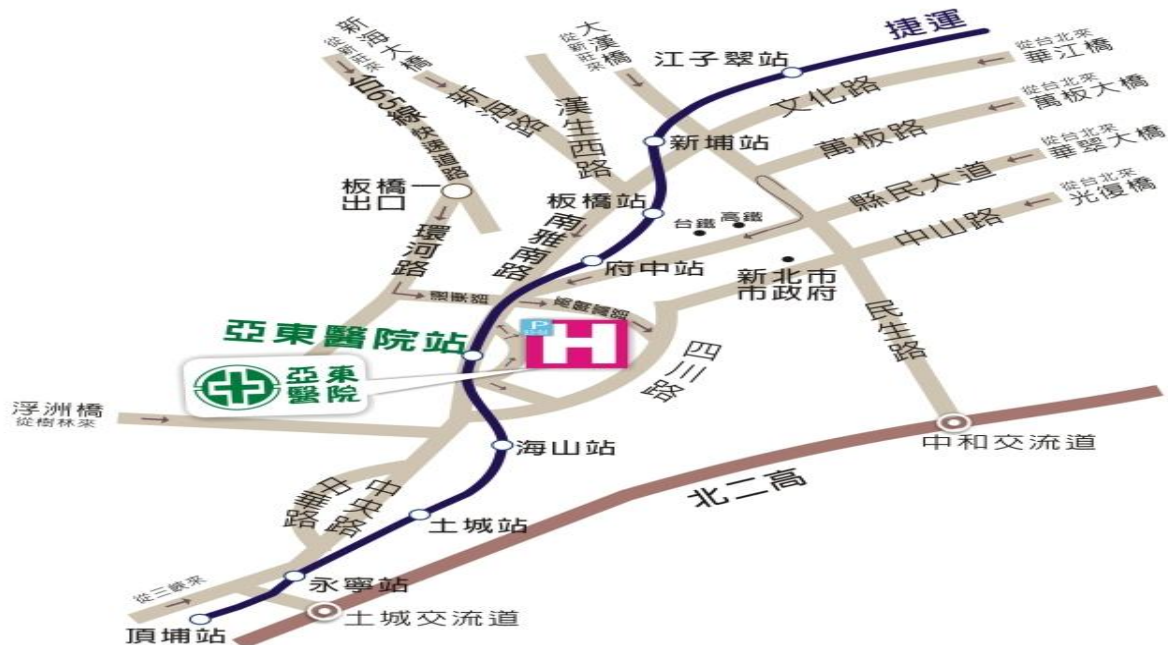 捷運
江子翠站
新埔站
板橋站
府中站
亞東醫院站
海山站
土城站
永寧站
頂埔站
新海大橋
從新莊來
新海路
台65線 快速道路
漢生西路
大漢橋
從新莊來
文化路
從台北來
華江橋
萬板路
從台北來
萬板大橋
縣民大道
從台北來
華翠大橋
中山路
從台北來
光復橋
板橋一
出口
環河路
南雅南路
台鐵
高鐵
新北市
市政府
民生路
遠東路
高爾富路
四川路
P
H
亞東
醫院
浮洲橋
從樹林來
中華路
中央路
從三峽來
北二高
中和交流道
土城交流道